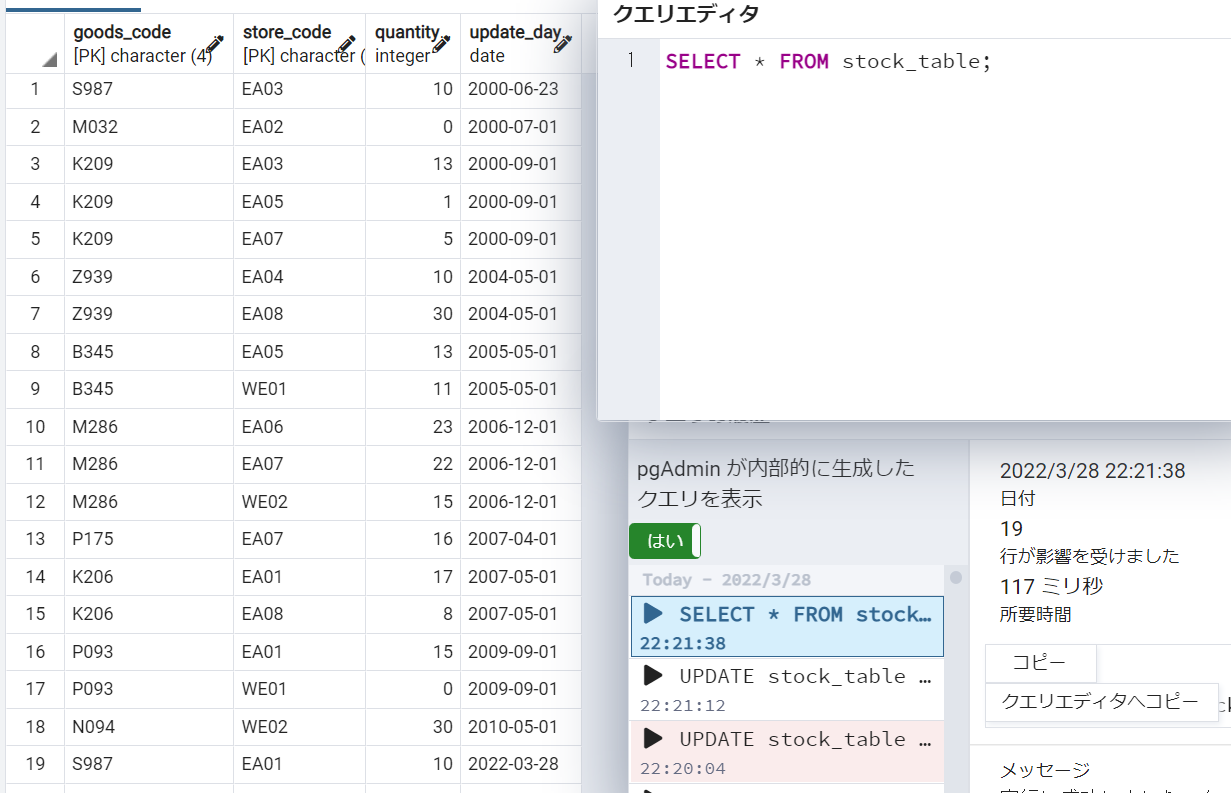 goods_code store_code quantity update_day
[PK] character (4) [PK] character ( integer date
1 S987 EA03 10 2000-06-23
2 M032 EA02 0 2000-07-01
3 K209 EA03 13 2000-09-01
4 K209 EA05 1 2000-09-01
5 K209 EA07 5 2000-09-01
6 Z939 EA04 10 2004-05-01
7 Z939 EA08 30 2004-05-01
8 B345 EA05 13 2005-05-01
9 B345 WE01 11 2005-05-01
10 M286 EA06 23 2006-12-01
11 M286 EA07 22 2006-12-01
12 M286 WE02 15 2006-12-01
13 P175 EA07 16 2007-04-01
14 K206 EA01 17 2007-05-01
15 K206 EA08 8 2007-05-01
16 P093 EA01 15 2009-09-01
17 P093 WE01 0 2009-09-01
18 N094 WE02 30 2010-05-01
19 S987 EA01 10 2022-03-28
クエリエディタ
1 SELECT * FROM stock_table;
pgAdmin が内部的に生成した
クエリを表示
はい
Today - 2022/3/28
SELECT * FROM stock…
22:21:38
UPDATE stock_table …
22:21:12
UPDATE stock_table …
22:20:04
2022/3/28 22:21:38
日付
19
行が影響を受けました
117 ミリ秒
所要時間
コピー
クエリエディタへコピー
メッセージ